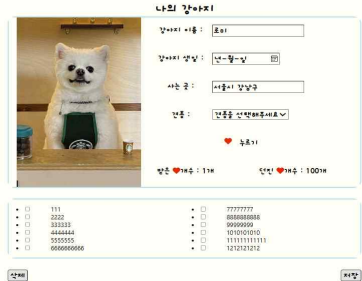 나의 강아지
강아지 이름 : 로이
강아지 생일 : 년-월-일
사는 곳 : 서울시 강남구
견종 : 견종을 선택해주세요
❤ 누르기
받은 ❤개수 : 1개 던진 ❤개수 : 100개
111
2222
333333
4444444
5555555
6666666666
77777777
8888888888
99999999
1010101010
111111111111
1212121212
삭제 저장